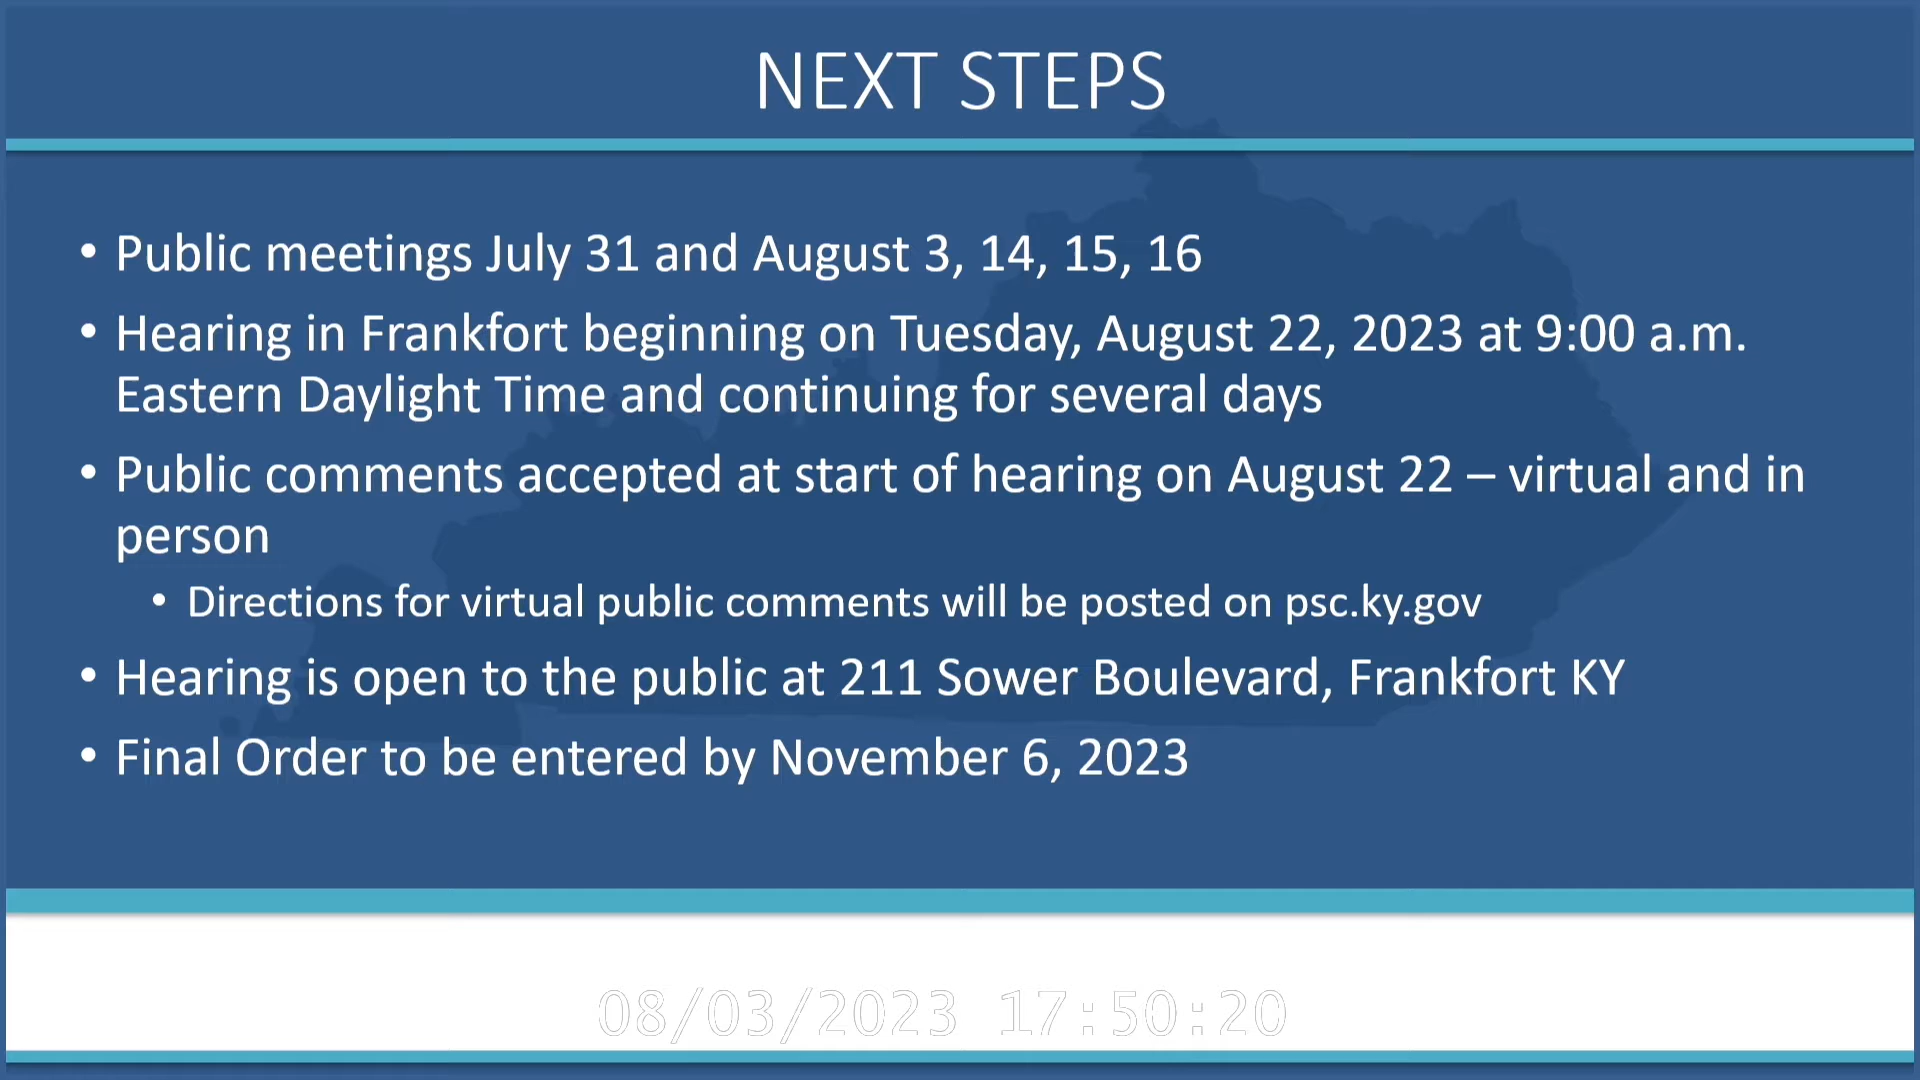 NEXT STEPS
• Public meetings July 31 and August 3, 14, 15, 16
• Hearing in Frankfort beginning on Tuesday, August 22, 2023 at 9:00 a.m.
Eastern Daylight Time and continuing for several days
• Public comments accepted at start of hearing on August 22 – virtual and in
person
• Directions for virtual public comments will be posted on psc.ky.gov
• Hearing is open to the public at 211 Sower Boulevard, Frankfort KY
• Final Order to be entered by November 6, 2023
08/03/2023 17:50:20